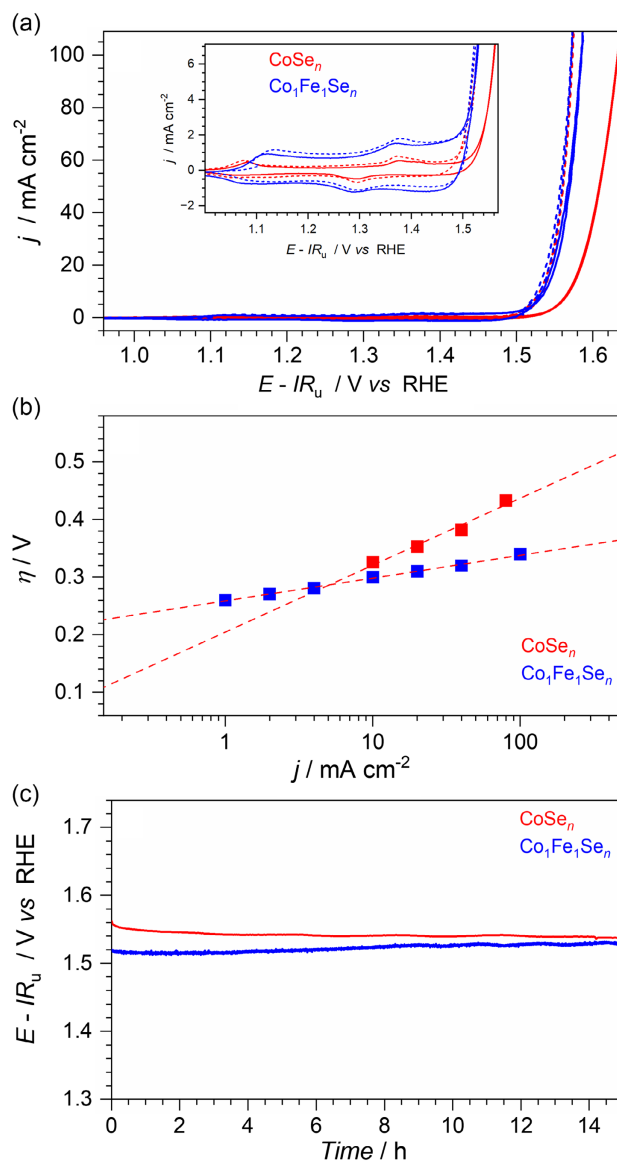 (a)
100
80
60
40
20
0
j / mA cm⁻²
6
4
2
0
−2
j / mA cm⁻²
CoSeₙ
Co₁Fe₁Seₙ
1.1 1.2 1.3 1.4 1.5
E - IRᵤ / V vs RHE
1.0 1.1 1.2 1.3 1.4 1.5 1.6
E - IRᵤ / V vs RHE
(b)
0.5
0.4
0.3
0.2
0.1
η / V
CoSeₙ
Co₁Fe₁Seₙ
1 10 100
j / mA cm⁻²
(c)
1.7
1.6
1.5
1.4
1.3
E - IRᵤ / V vs RHE
CoSeₙ
Co₁Fe₁Seₙ
0 2 4 6 8 10 12 14
Time / h